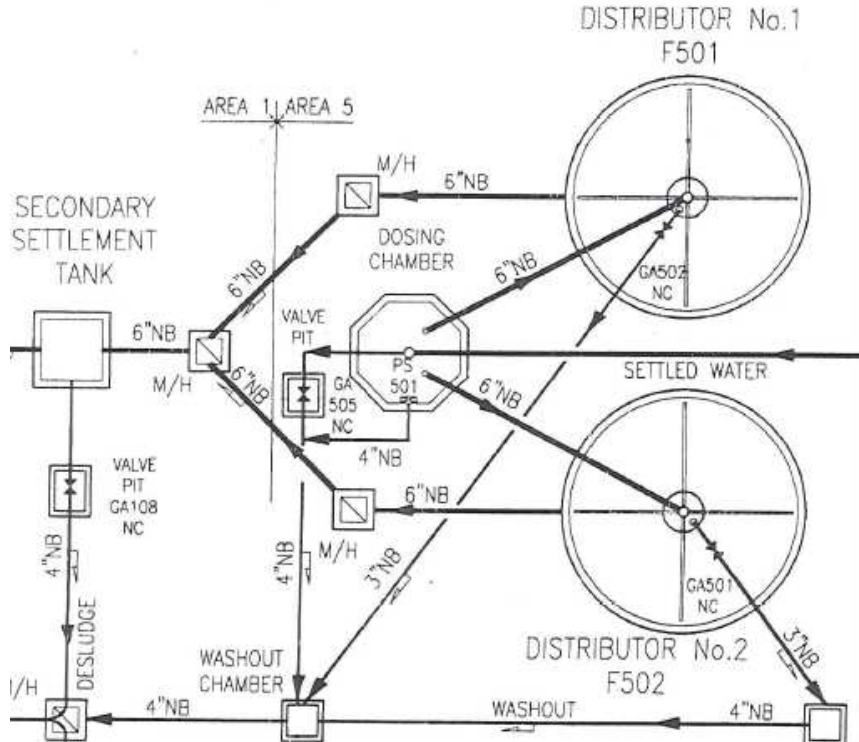 DISTRIBUTOR No.1
F501
AREA 1
AREA 5
M/H
6"NB
SECONDARY
SETTLEMENT
TANK
DOSING
CHAMBER
6"NB
6"NB
GA502
NC
6"NB
VALVE
PIT
PS
501
SETTLED WATER
M/H
GA
505
NC
6"NB
6"NB
4"NB
VALVE
PIT
GA108
NC
6"NB
M/H
4"NB
4"NB
3"NB
GA501
NC
DESLUDGE
WASHOUT
CHAMBER
DISTRIBUTOR No.2
F502
3"NB
/H
4"NB
WASHOUT
4"NB